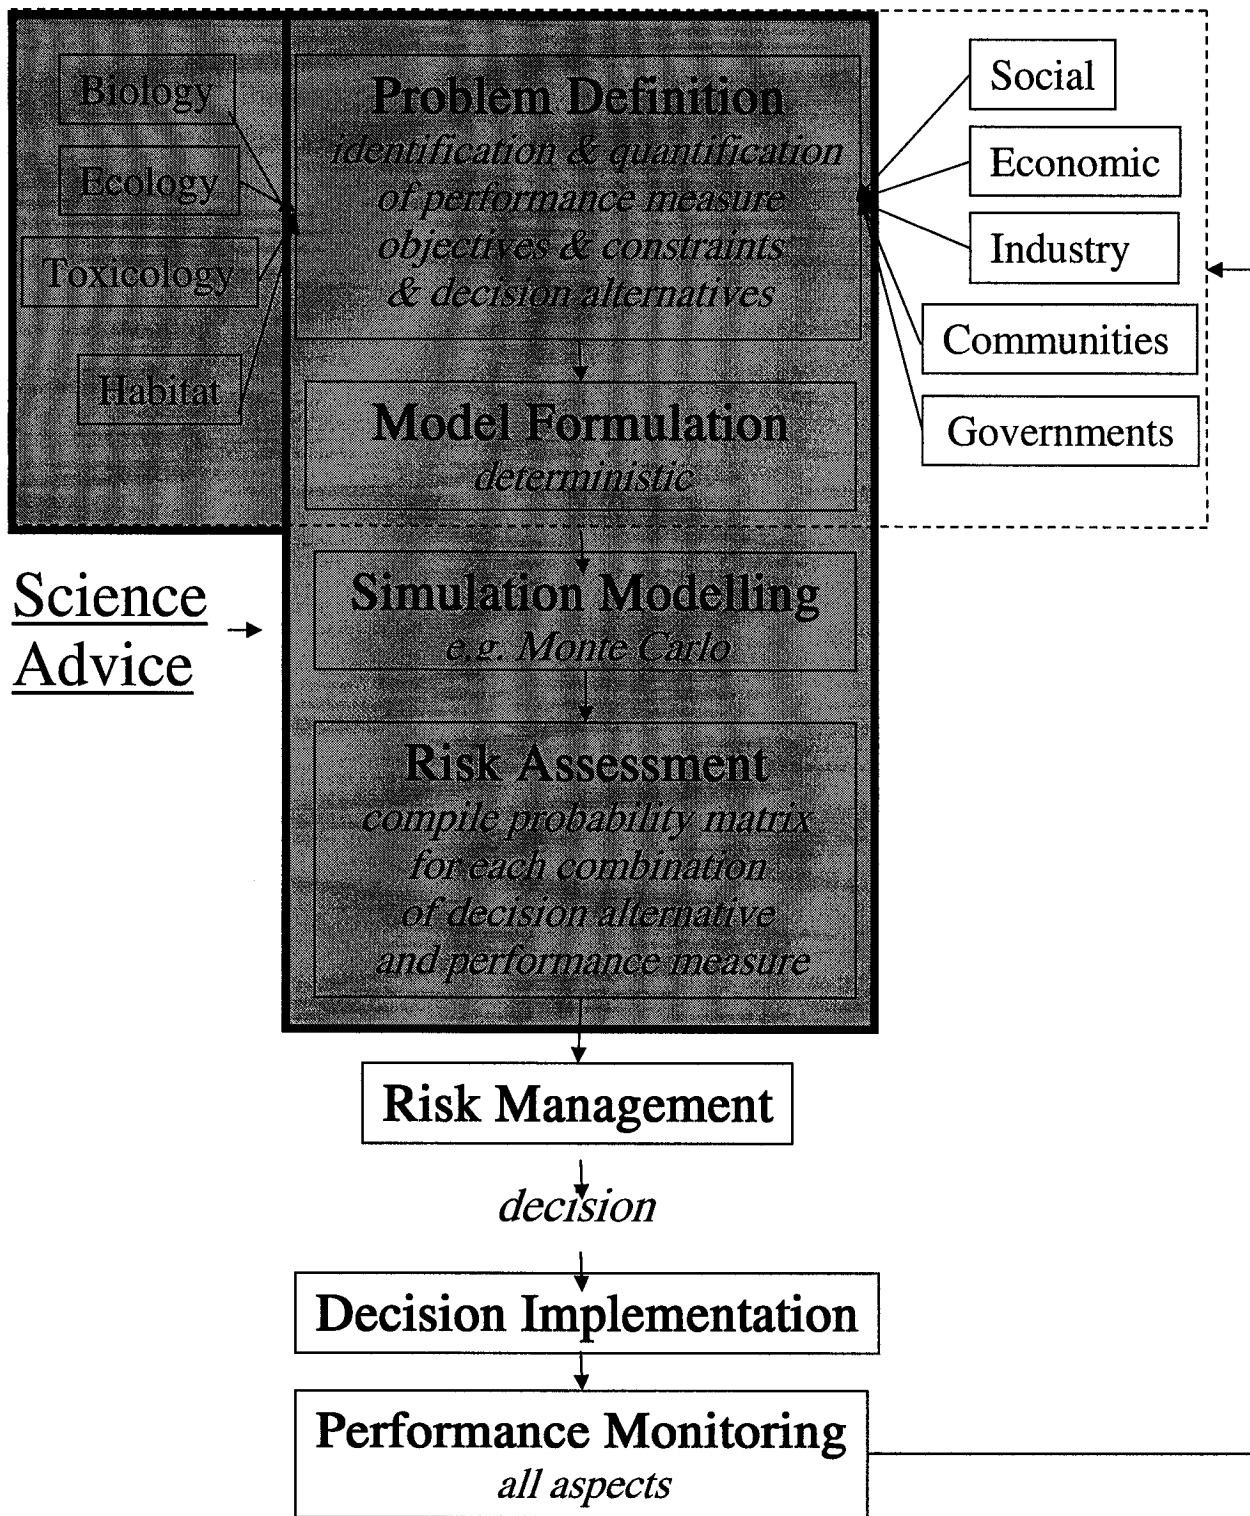 Biology
Ecology
Toxicology
Habitat
Problem Definition
identification & quantification
of performance measure
objectives & constraints
& decision alternatives
Social
Economic
Industry
Communities
Governments
Model Formulation
deterministic
Science
Advice
Simulation Modelling
e.g. Monte Carlo
Risk Assessment
compile probability matrix
for each combination
of decision alternative
and performance measure
Risk Management
decision
Decision Implementation
Performance Monitoring
all aspects